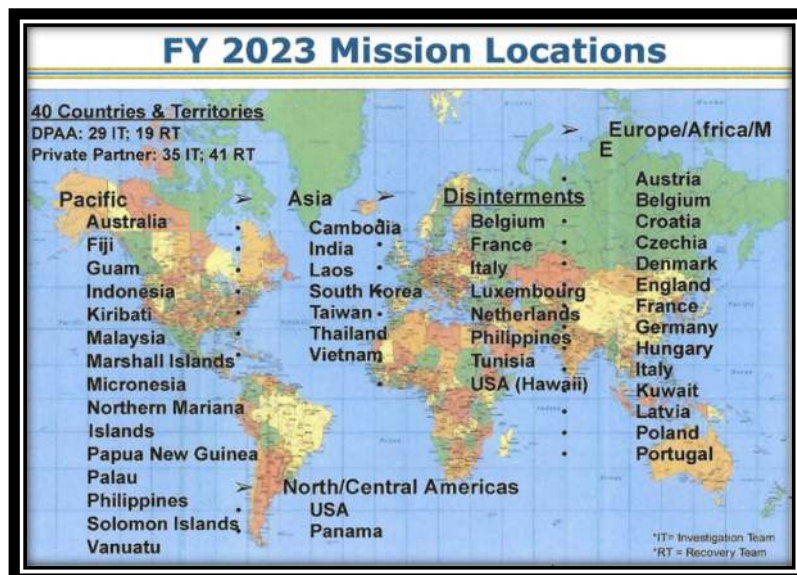 FY 2023 Mission Locations
40 Countries & Territories
DPAA: 29 IT; 19 RT
Private Partner: 35 IT; 41 RT
Pacific
Australia
Fiji
Guam
Indonesia
Kiribati
Malaysia
Marshall Islands
Micronesia
Northern Mariana
Islands
Papua New Guinea
Palau
Philippines
Solomon Islands
Vanuatu
➢ Asia
• Cambodia
• India
• Laos
• South Korea
• Taiwan
• Thailand
• Vietnam
➢ North/Central Americas
• USA
• Panama
➢ Disinterments
• Belgium
• France
• Italy
• Luxembourg
• Netherlands
• Philippines
• Tunisia
• USA (Hawaii)
➢ Europe/Africa/M
E
• Austria
• Belgium
• Croatia
• Czechia
• Denmark
• England
• France
• Germany
• Hungary
• Italy
• Kuwait
• Latvia
• Poland
• Portugal
*IT= Investigation Team
*RT = Recovery Team